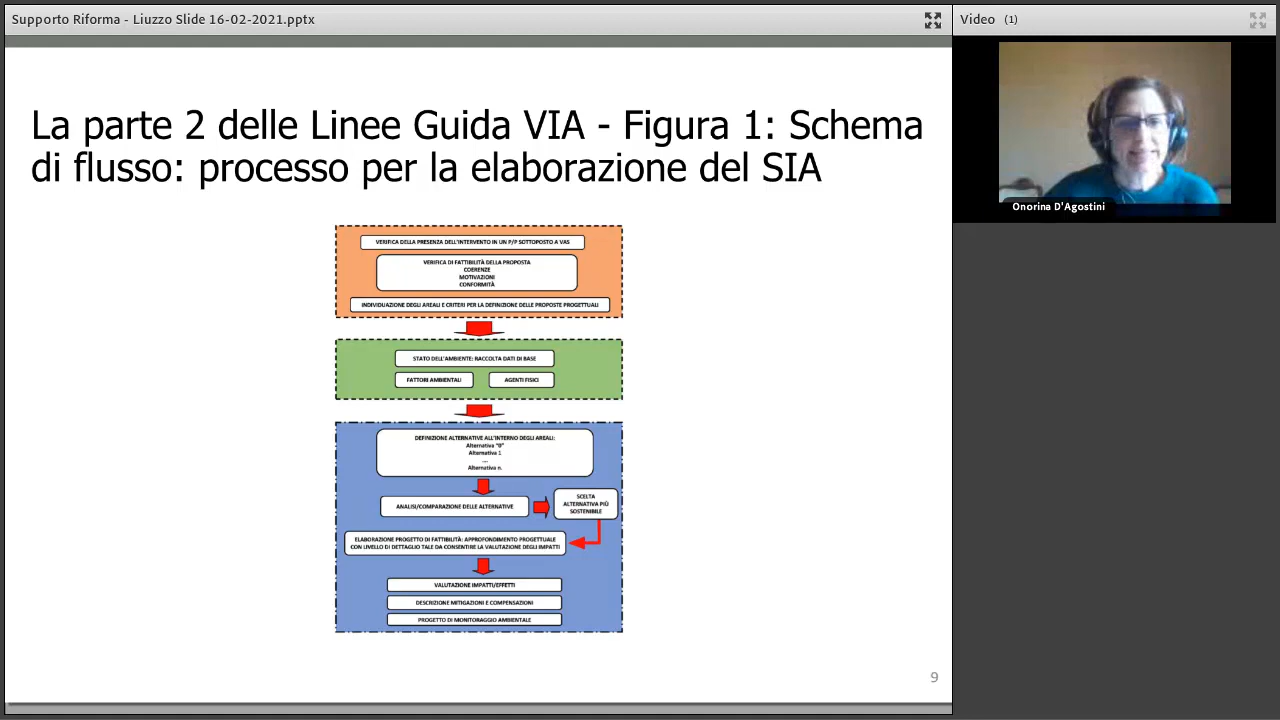 Supporto Riforma - Liuzzo Slide 16-02-2021.pptx
Video (1)
Onorina D'Agostini
La parte 2 delle Linee Guida VIA - Figura 1: Schema
di flusso: processo per la elaborazione del SIA
VERIFICA DELLA PRESENZA DELL'INTERVENTO IN UN P/P SOTTOPOSTO A VAS
VERIFICA DI FATTIBILITÀ DELLA PROPOSTA
COERENZE
MOTIVAZIONI
CONFORMITÀ
INDIVIDUAZIONE DEGLI AREALI E CRITERI PER LA DEFINIZIONE DELLE PROPOSTE PROGETTUALI
STATO DELL'AMBIENTE: RACCOLTA DATI DI BASE
FATTORI AMBIENTALI
AGENTI FISICI
DEFINIZIONE ALTERNATIVE ALL'INTERNO DEGLI AREALI:
Alternativa "0"
Alternativa 1
....
Alternativa n.
ANALISI/COMPARAZIONE DELLE ALTERNATIVE
SCELTA
ALTERNATIVA PIÙ
SOSTENIBILE
ELABORAZIONE PROGETTO DI FATTIBILITÀ: APPROFONDIMENTO PROGETTUALE
CON LIVELLO DI DETTAGLIO TALE DA CONSENTIRE LA VALUTAZIONE DEGLI IMPATTI
VALUTAZIONE IMPATTI/EFFETTI
DESCRIZIONE MITIGAZIONI E COMPENSAZIONI
PROGETTO DI MONITORAGGIO AMBIENTALE
9